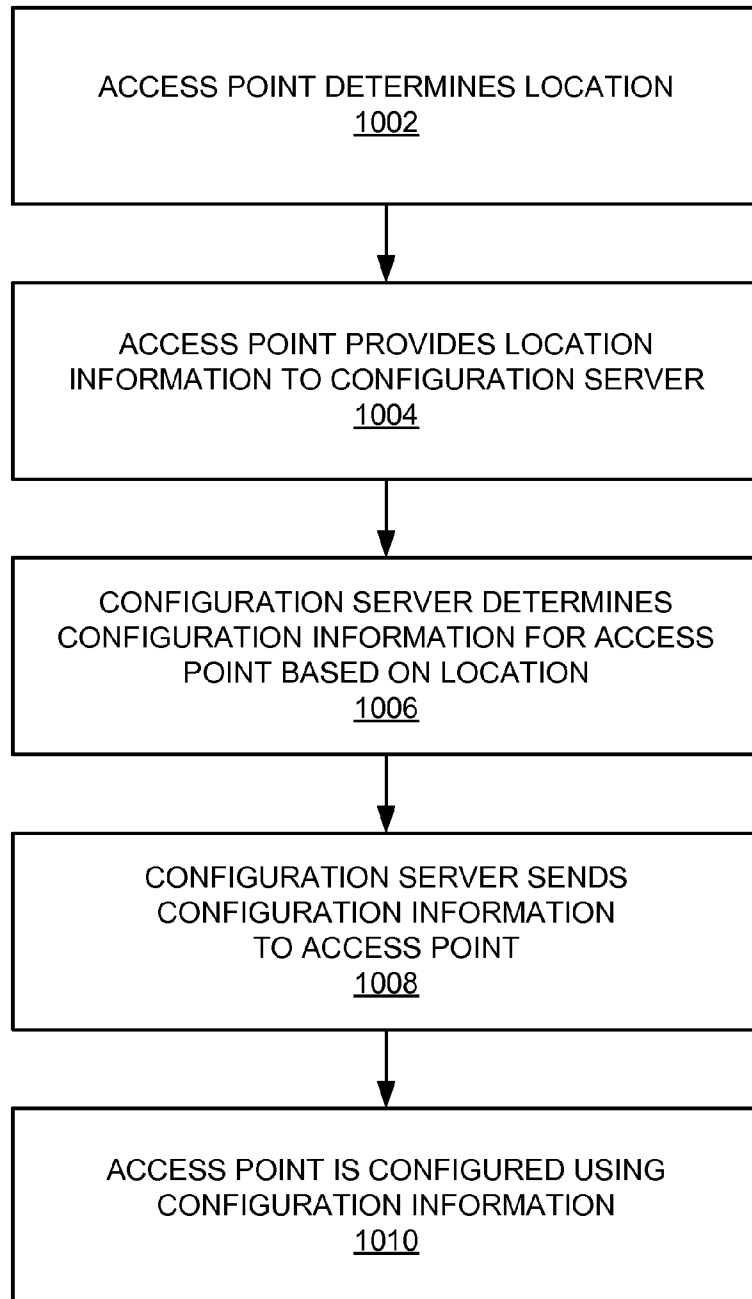 ACCESS POINT DETERMINES LOCATION
1002
ACCESS POINT PROVIDES LOCATION
INFORMATION TO CONFIGURATION SERVER
1004
CONFIGURATION SERVER DETERMINES
CONFIGURATION INFORMATION FOR ACCESS
POINT BASED ON LOCATION
1006
CONFIGURATION SERVER SENDS
CONFIGURATION INFORMATION
TO ACCESS POINT
1008
ACCESS POINT IS CONFIGURED USING
CONFIGURATION INFORMATION
1010